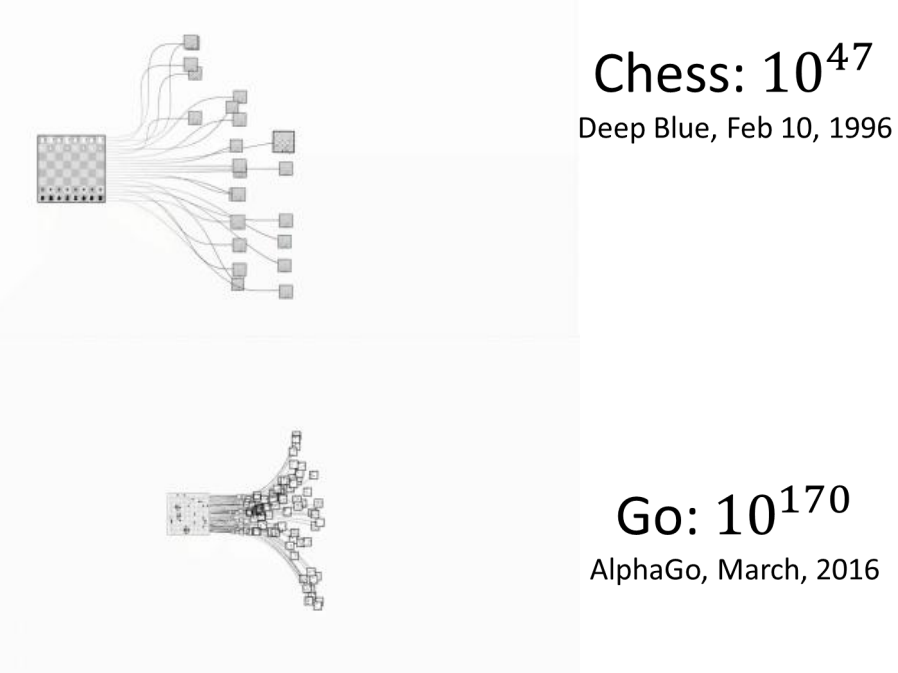 Chess: 10^47
Deep Blue, Feb 10, 1996
Go: 10^170
AlphaGo, March, 2016